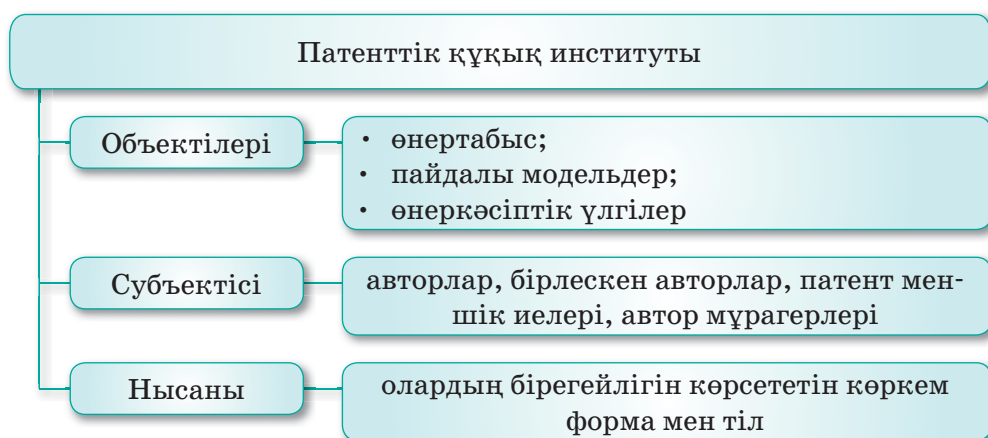 Патенттік құқық институты
Объектілері
• өнертабыс;
• пайдалы модельдер;
• өнеркәсіптік үлгілер
Субъектісі
авторлар, бірлескен авторлар, патент мен-
шік иелері, автор мұрагерлері
Нысаны
олардың бірегейлігін көрсететін көркем
форма мен тіл